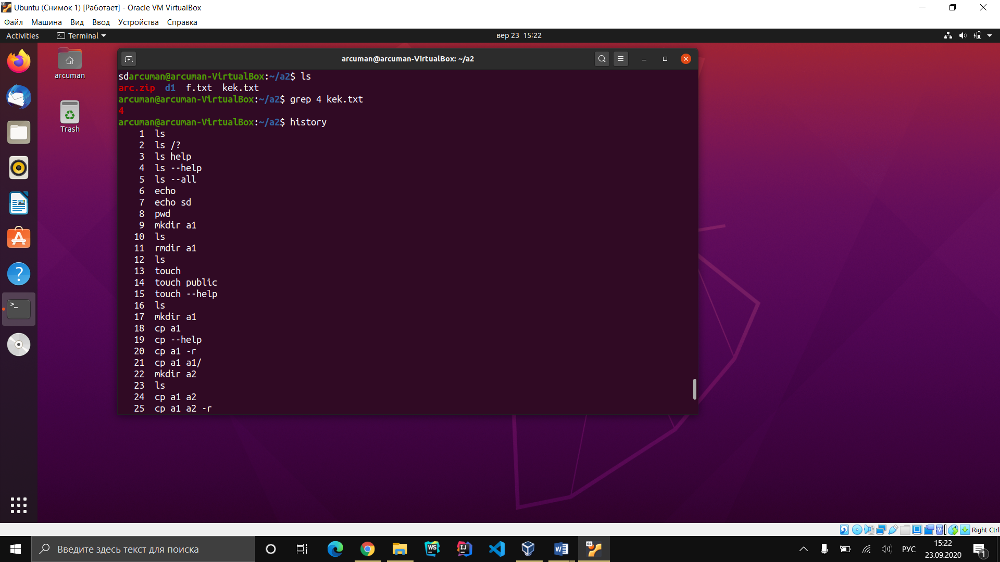 Ubuntu (Снимок 1) [Работает] - Oracle VM VirtualBox
Файл Машина Вид Ввод Устройства Справка
Activities Terminal вер 23 15:22
arcuman
Trash
arcuman@arcuman-VirtualBox: ~/a2
sdarcuman@arcuman-VirtualBox:~/a2$ ls
arc.zip d1 f.txt kek.txt
arcuman@arcuman-VirtualBox:~/a2$ grep 4 kek.txt
4
arcuman@arcuman-VirtualBox:~/a2$ history
1 ls
2 ls /?
3 ls help
4 ls --help
5 ls --all
6 echo
7 echo sd
8 pwd
9 mkdir a1
10 ls
11 rmdir a1
12 ls
13 touch
14 touch public
15 touch --help
16 ls
17 mkdir a1
18 cp a1
19 cp --help
20 cp a1 -r
21 cp a1 a1/
22 mkdir a2
23 ls
24 cp a1 a2
25 cp a1 a2 -r
Right Ctrl
Введите здесь текст для поиска
WS
IJ
64
РУС
15:22
23.09.2020
1